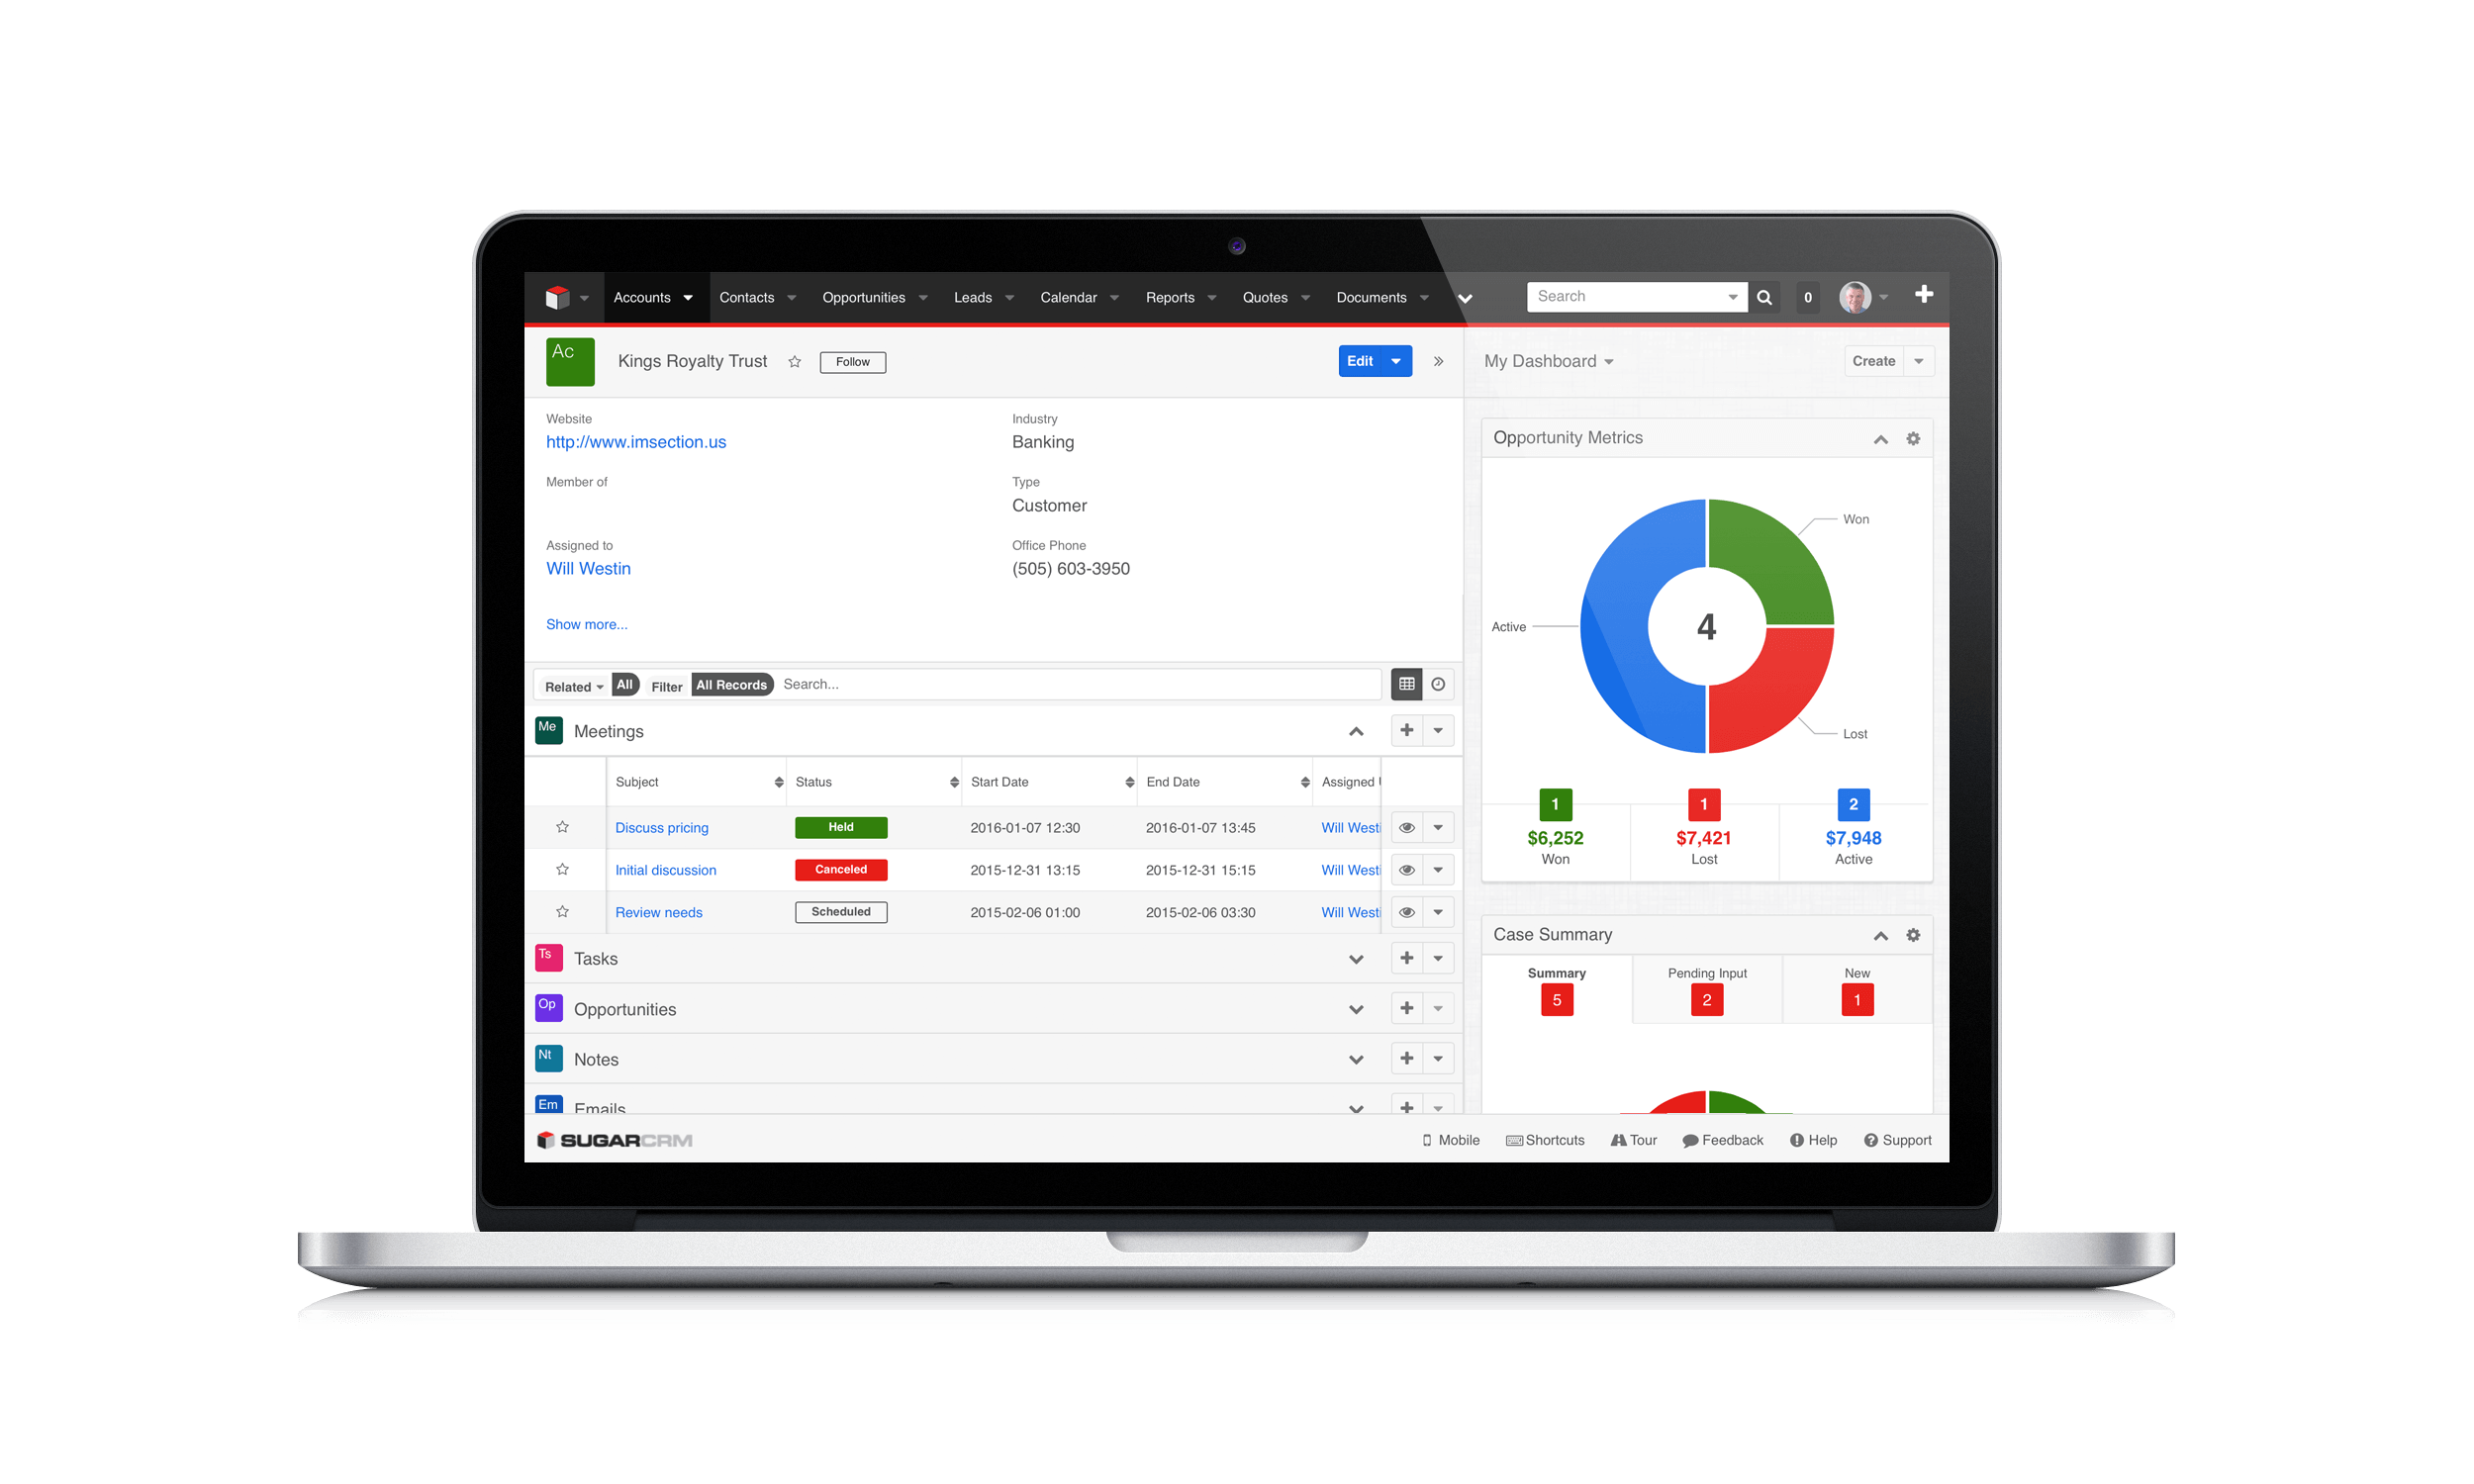 Accounts Contacts Opportunities Leads Calendar Reports Quotes Documents Search 0
Ac Kings Royalty Trust Follow Edit
Website Industry
http://www.imsection.us Banking
Member of Type
Customer
Assigned to Office Phone
Will Westin (505) 603-3950
Show more...
Related All Filter All Records Search...
Me Meetings
Subject Status Start Date End Date Assigned
Discuss pricing Held 2016-01-07 12:30 2016-01-07 13:45 Will Westi
Initial discussion Canceled 2015-12-31 13:15 2015-12-31 15:15 Will Westi
Review needs Scheduled 2015-02-06 01:00 2015-02-06 03:30 Will Westi
Ts Tasks
Op Opportunities
Nt Notes
Em Emails
My Dashboard Create
Opportunity Metrics
Won
4
Active
Lost
1 1 2
$6,252 $7,421 $7,948
Won Lost Active
Case Summary
Summary Pending Input New
5 2 1
SUGARCRM Mobile Shortcuts Tour Feedback Help Support